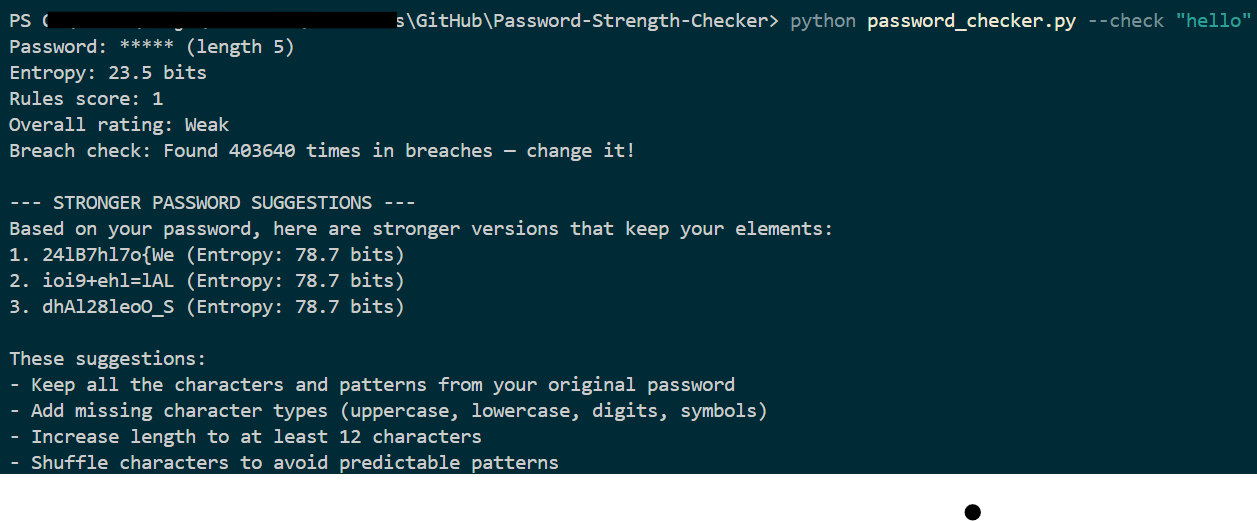 PS C s\GitHub\Password-Strength-Checker> python password_checker.py --check "hello"
Password: ***** (length 5)
Entropy: 23.5 bits
Rules score: 1
Overall rating: Weak
Breach check: Found 403640 times in breaches — change it!
--- STRONGER PASSWORD SUGGESTIONS ---
Based on your password, here are stronger versions that keep your elements:
1. 24lB7hl7o{We (Entropy: 78.7 bits)
2. ioi9+ehl=lAL (Entropy: 78.7 bits)
3. dhAl28leoO_S (Entropy: 78.7 bits)
These suggestions:
- Keep all the characters and patterns from your original password
- Add missing character types (uppercase, lowercase, digits, symbols)
- Increase length to at least 12 characters
- Shuffle characters to avoid predictable patterns